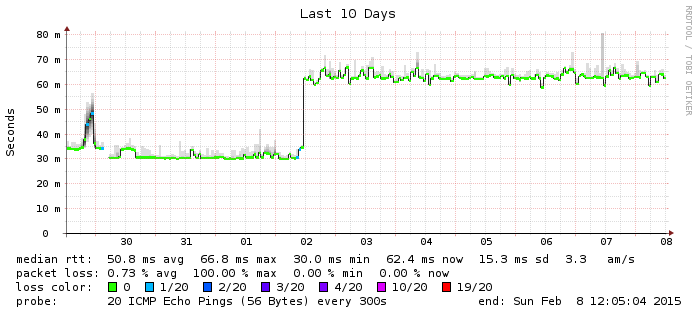 Last 10 Days
RRDTOOL / TOBI OETIKER
Seconds
80 m
70 m
60 m
50 m
40 m
30 m
20 m
10 m
0
30 31 01 02 03 04 05 06 07 08
median rtt: 50.8 ms avg 66.8 ms max 30.0 ms min 62.4 ms now 15.3 ms sd 3.3 am/s
packet loss: 0.73 % avg 100.00 % max 0.00 % min 0.00 % now
loss color: 0 1/20 2/20 3/20 4/20 10/20 19/20
probe: 20 ICMP Echo Pings (56 Bytes) every 300s end: Sun Feb 8 12:05:04 2015